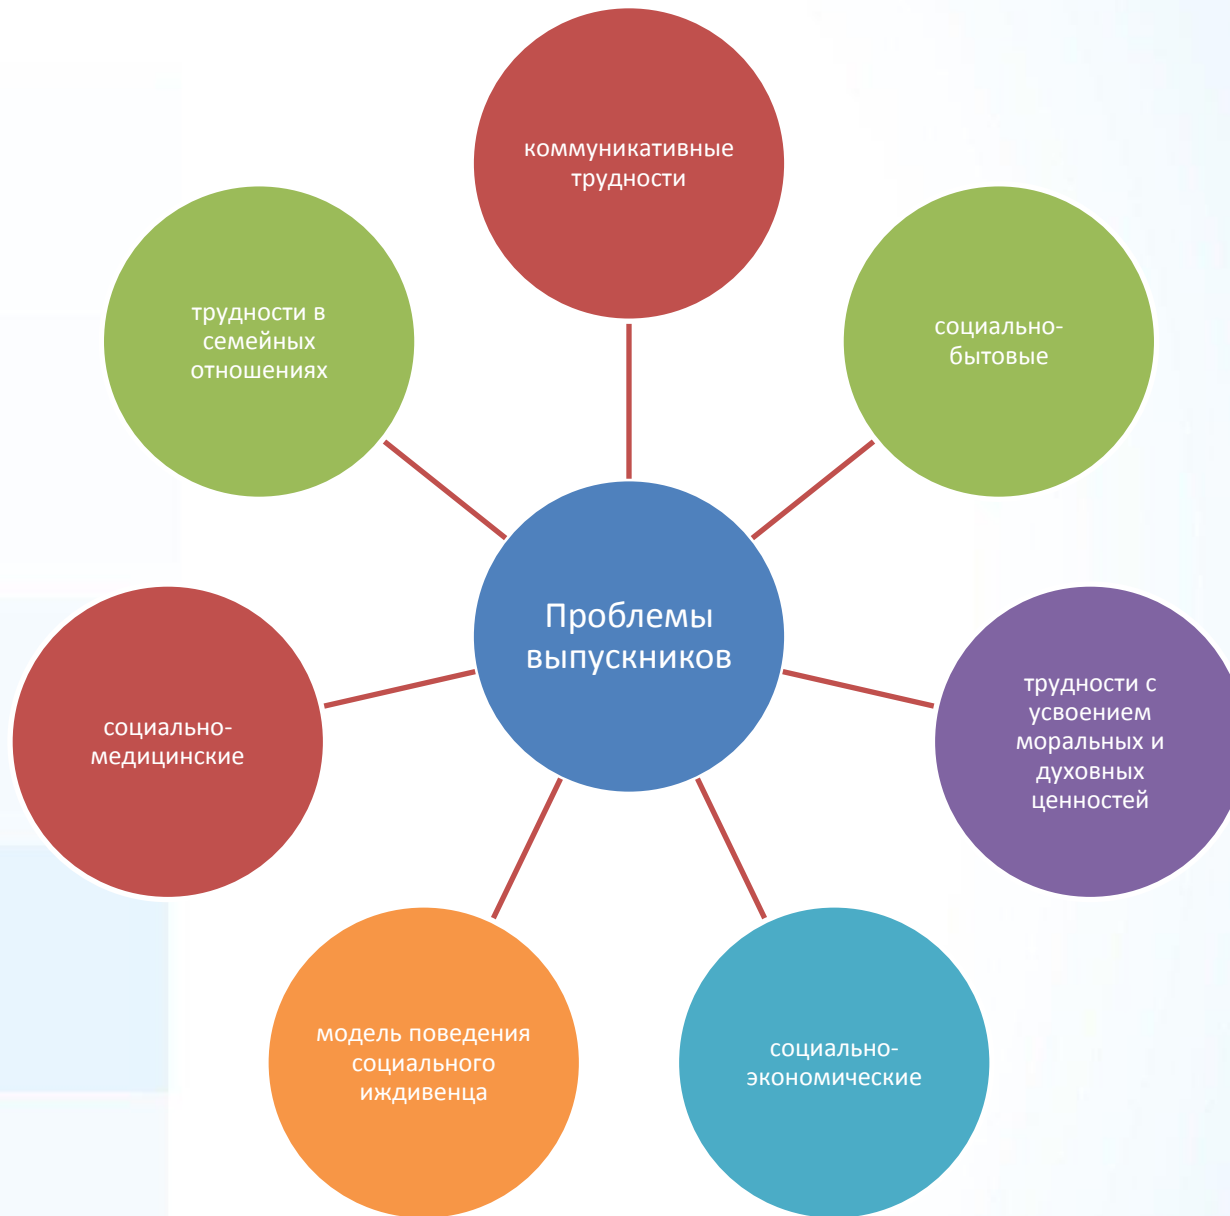 коммуникативные
трудности
социально-
бытовые
трудности с
усвоением
моральных и
духовных
ценностей
социально-
экономические
модель поведения
социального
иждивенца
социально-
медицинские
трудности в
семейных
отношениях
Проблемы
выпускников